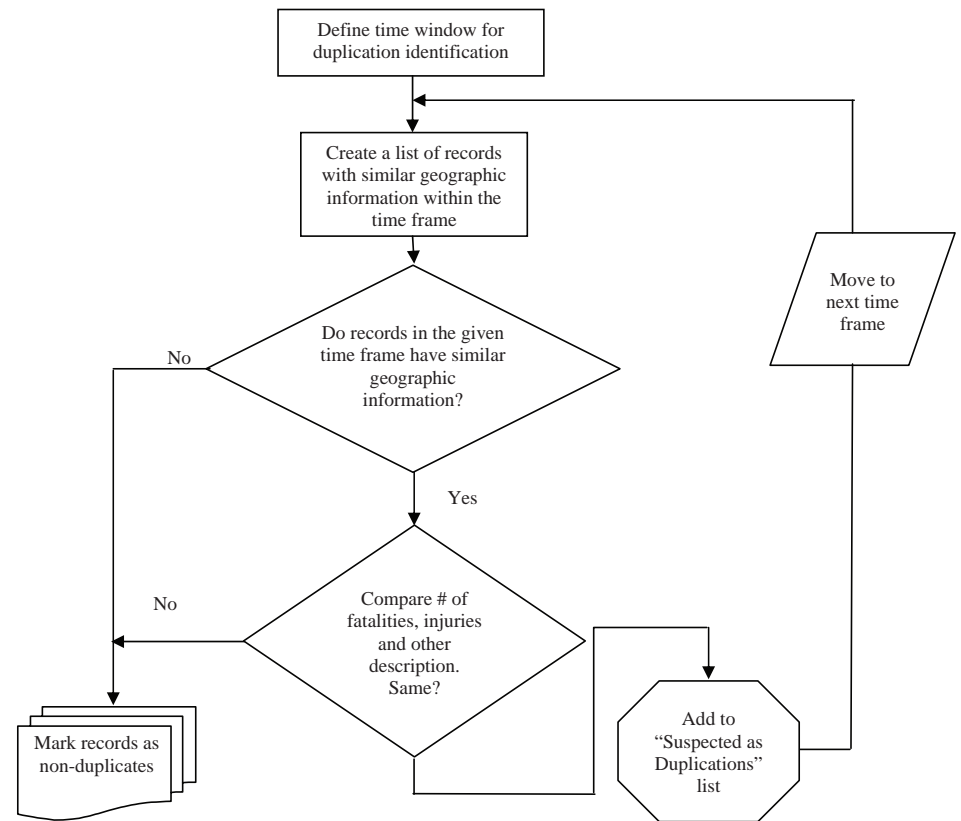 Define time window for
duplication identification
Create a list of records
with similar geographic
information within the
time frame
Move to
next time
frame
Do records in the given
time frame have similar
geographic
information?
No
Yes
No
Compare # of
fatalities, injuries
and other
description.
Same?
Mark records as
non-duplicates
Add to
“Suspected as
Duplications”
list